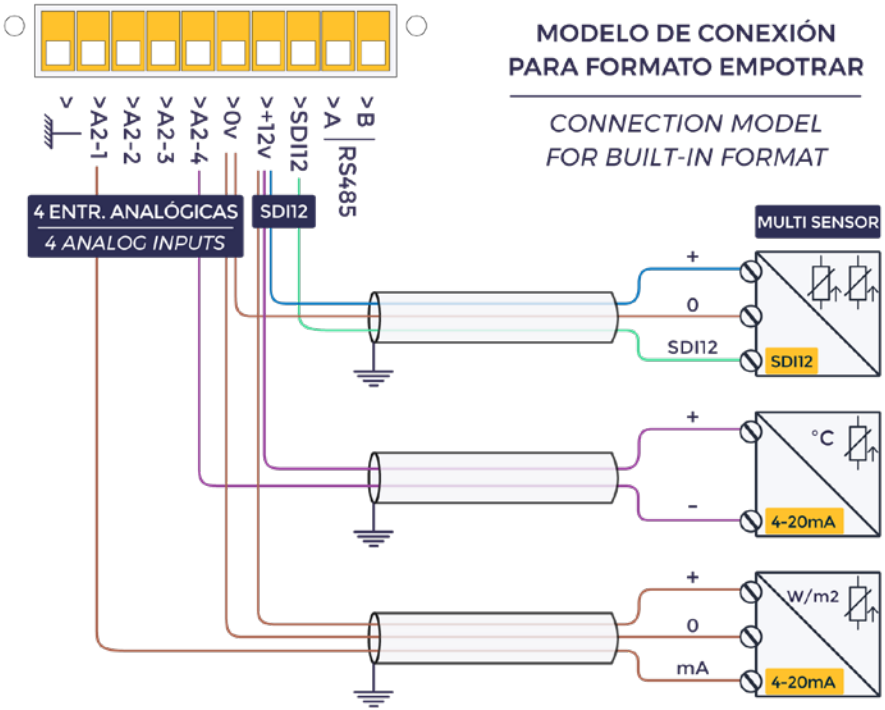 MODELO DE CONEXIÓN
PARA FORMATO EMPOTRAR
CONNECTION MODEL
FOR BUILT-IN FORMAT
>
>A2-1
>A2-2
>A2-3
>A2-4
>0v
>+12v
>SDI12
>A
>B
RS485
4 ENTR. ANALÓGICAS
4 ANALOG INPUTS
SDI12
MULTI SENSOR
+
0
SDI12
SDI12
+
-
°C
4-20mA
+
0
mA
W/m2
4-20mA